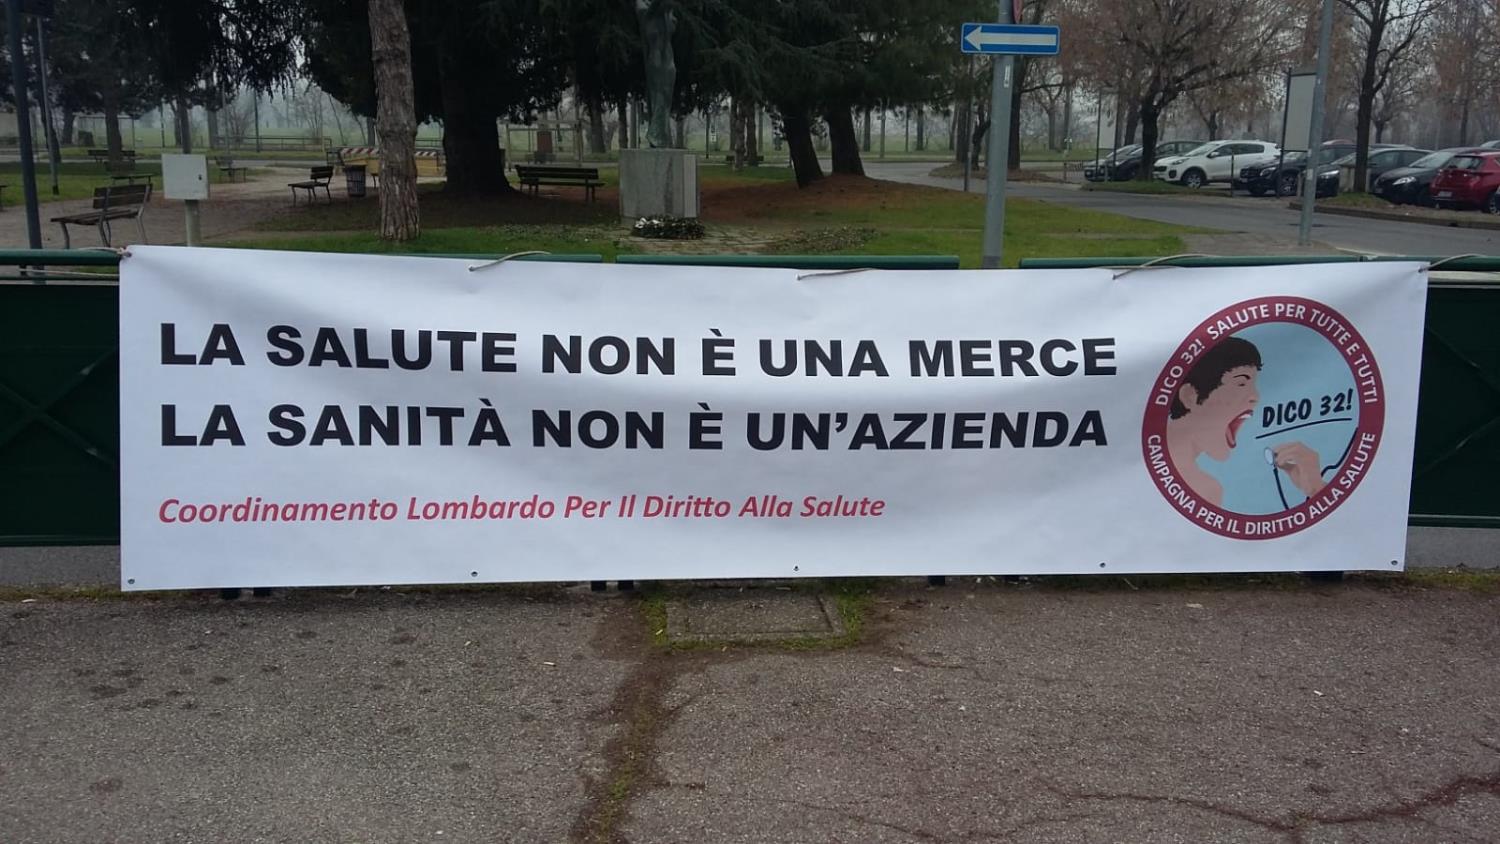 LA SALUTE NON È UNA MERCE
LA SANITÀ NON È UN'AZIENDA
Coordinamento Lombardo Per Il Diritto Alla Salute
DICO 32! SALUTE PER TUTTE E TUTTI
DICO 32!
CAMPAGNA PER IL DIRITTO ALLA SALUTE